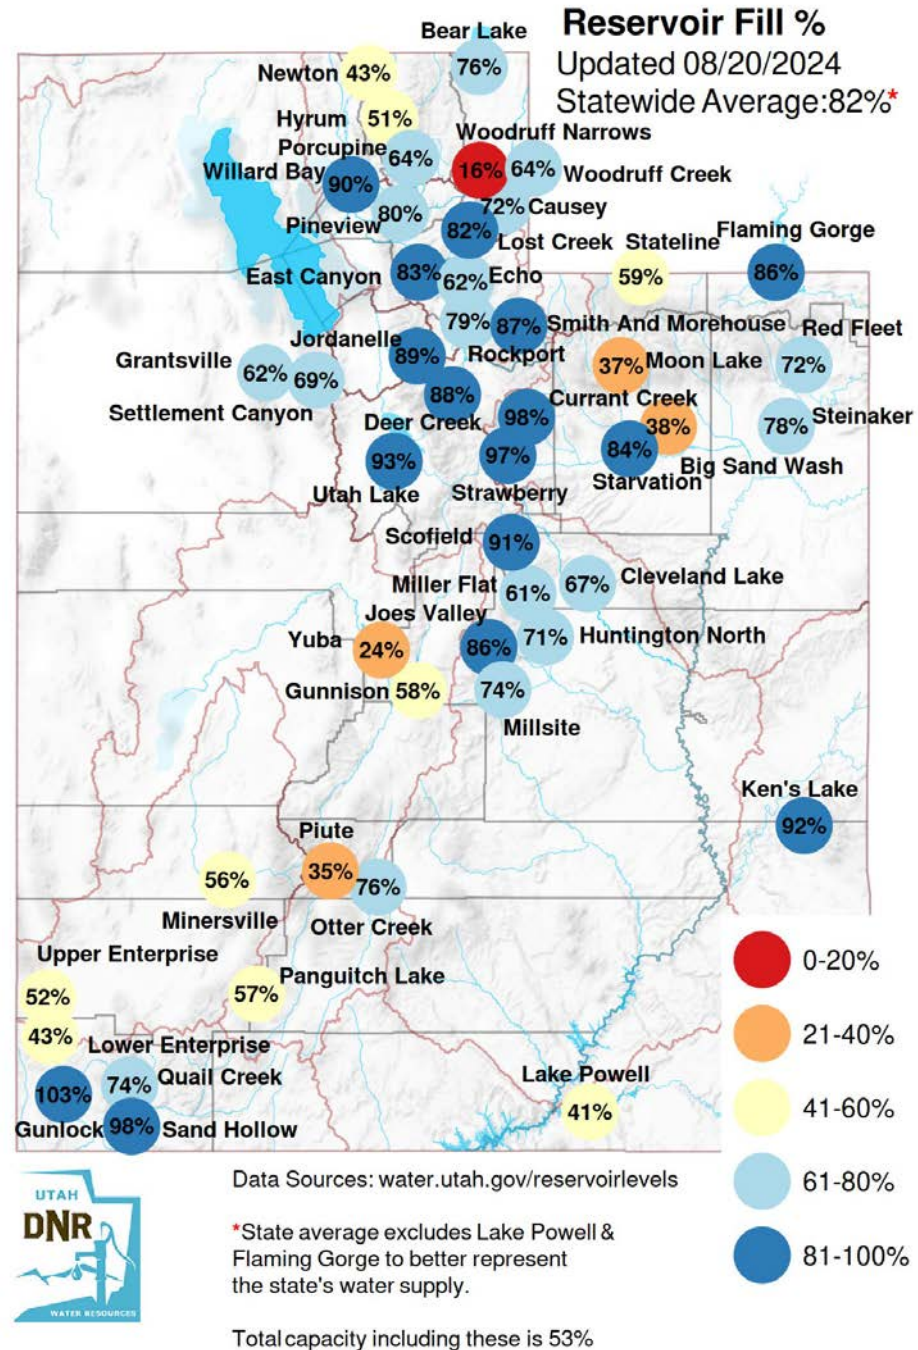 Reservoir Fill %
Updated 08/20/2024
Statewide Average:82%*
Bear Lake
76%
Newton 43%
Hyrum 51%
Woodruff Narrows
16%
Porcupine
64%
64% Woodruff Creek
Willard Bay
90%
Pineview 80%
72% Causey
82%
Lost Creek
Stateline
59%
Flaming Gorge
86%
East Canyon 83%
62% Echo
79%
Rockport
87% Smith And Morehouse
Jordanelle
89%
Red Fleet
72%
Grantsville
62%
69%
Settlement Canyon
37% Moon Lake
88%
Deer Creek
98% Currant Creek
38%
Big Sand Wash
84%
Starvation
78% Steinaker
93%
Utah Lake
97%
Strawberry
Scofield 91%
Miller Flat 61%
67% Cleveland Lake
Joes Valley
86%
71% Huntington North
Yuba
24%
Gunnison 58%
74%
Millsite
Ken's Lake
92%
Piute
35%
76%
Otter Creek
56%
Minersville
Upper Enterprise
52%
57% Panguitch Lake
43%
Lower Enterprise
74% Quail Creek
103%
Gunlock
98% Sand Hollow
Lake Powell
41%
0-20%
21-40%
41-60%
61-80%
81-100%
UTAH
DNR
WATER RESOURCES
Data Sources: water.utah.gov/reservoirlevels
*State average excludes Lake Powell &
Flaming Gorge to better represent
the state's water supply.
Total capacity including these is 53%